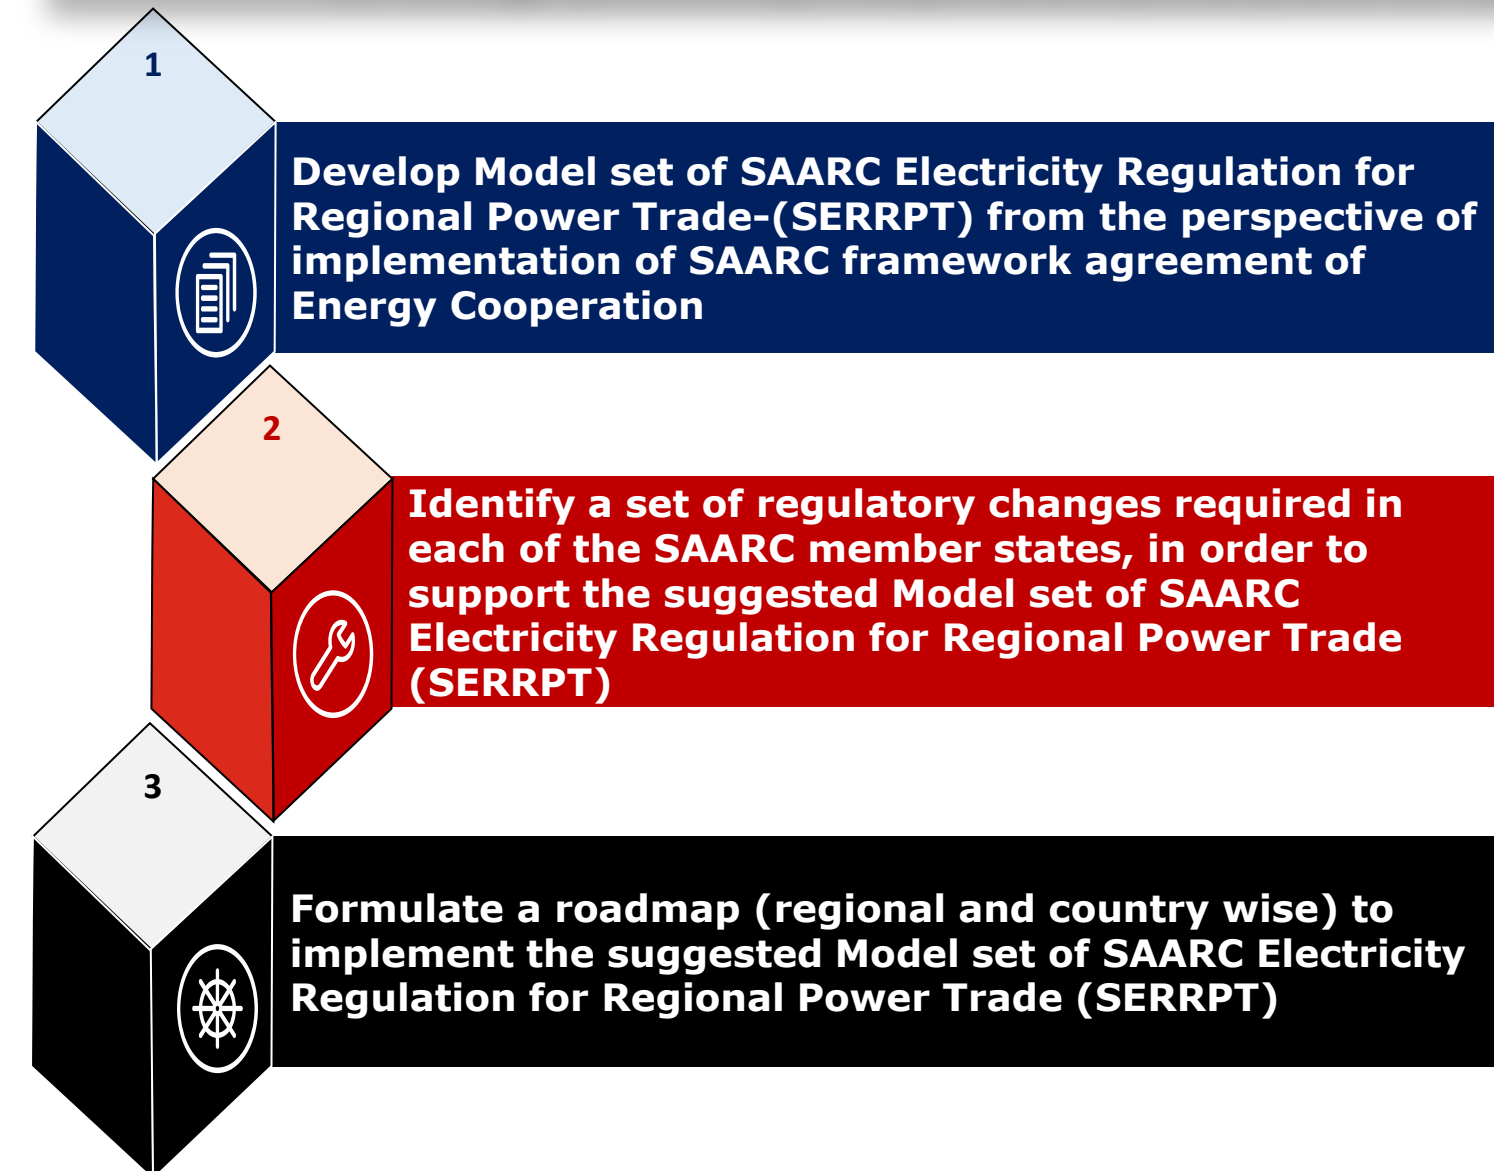 1
Develop Model set of SAARC Electricity Regulation for
Regional Power Trade-(SERRPT) from the perspective of
implementation of SAARC framework agreement of
Energy Cooperation
2
Identify a set of regulatory changes required in
each of the SAARC member states, in order to
support the suggested Model set of SAARC
Electricity Regulation for Regional Power Trade
(SERRPT)
3
Formulate a roadmap (regional and country wise) to
implement the suggested Model set of SAARC Electricity
Regulation for Regional Power Trade (SERRPT)